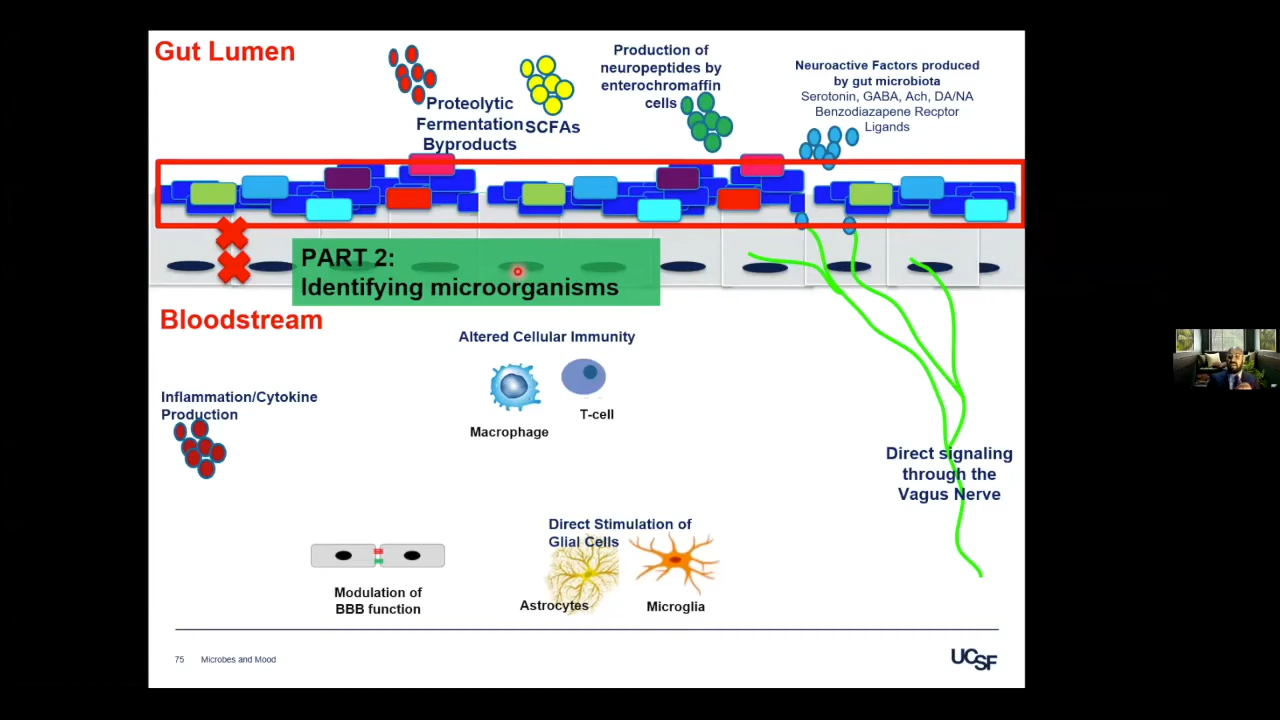 Gut Lumen
Proteolytic
Fermentation
Byproducts
SCFAs
Production of
neuropeptides by
enterochromaffin
cells
Neuroactive Factors produced
by gut microbiota
Serotonin, GABA, Ach, DA/NA
Benzodiazapene Recptor
Ligands
PART 2:
Identifying microorganisms
Bloodstream
Altered Cellular Immunity
Macrophage
T-cell
Inflammation/Cytokine
Production
Direct signaling
through the
Vagus Nerve
Direct Stimulation of
Glial Cells
Astrocytes
Microglia
Modulation of
BBB function
75 Microbes and Mood
UCSF